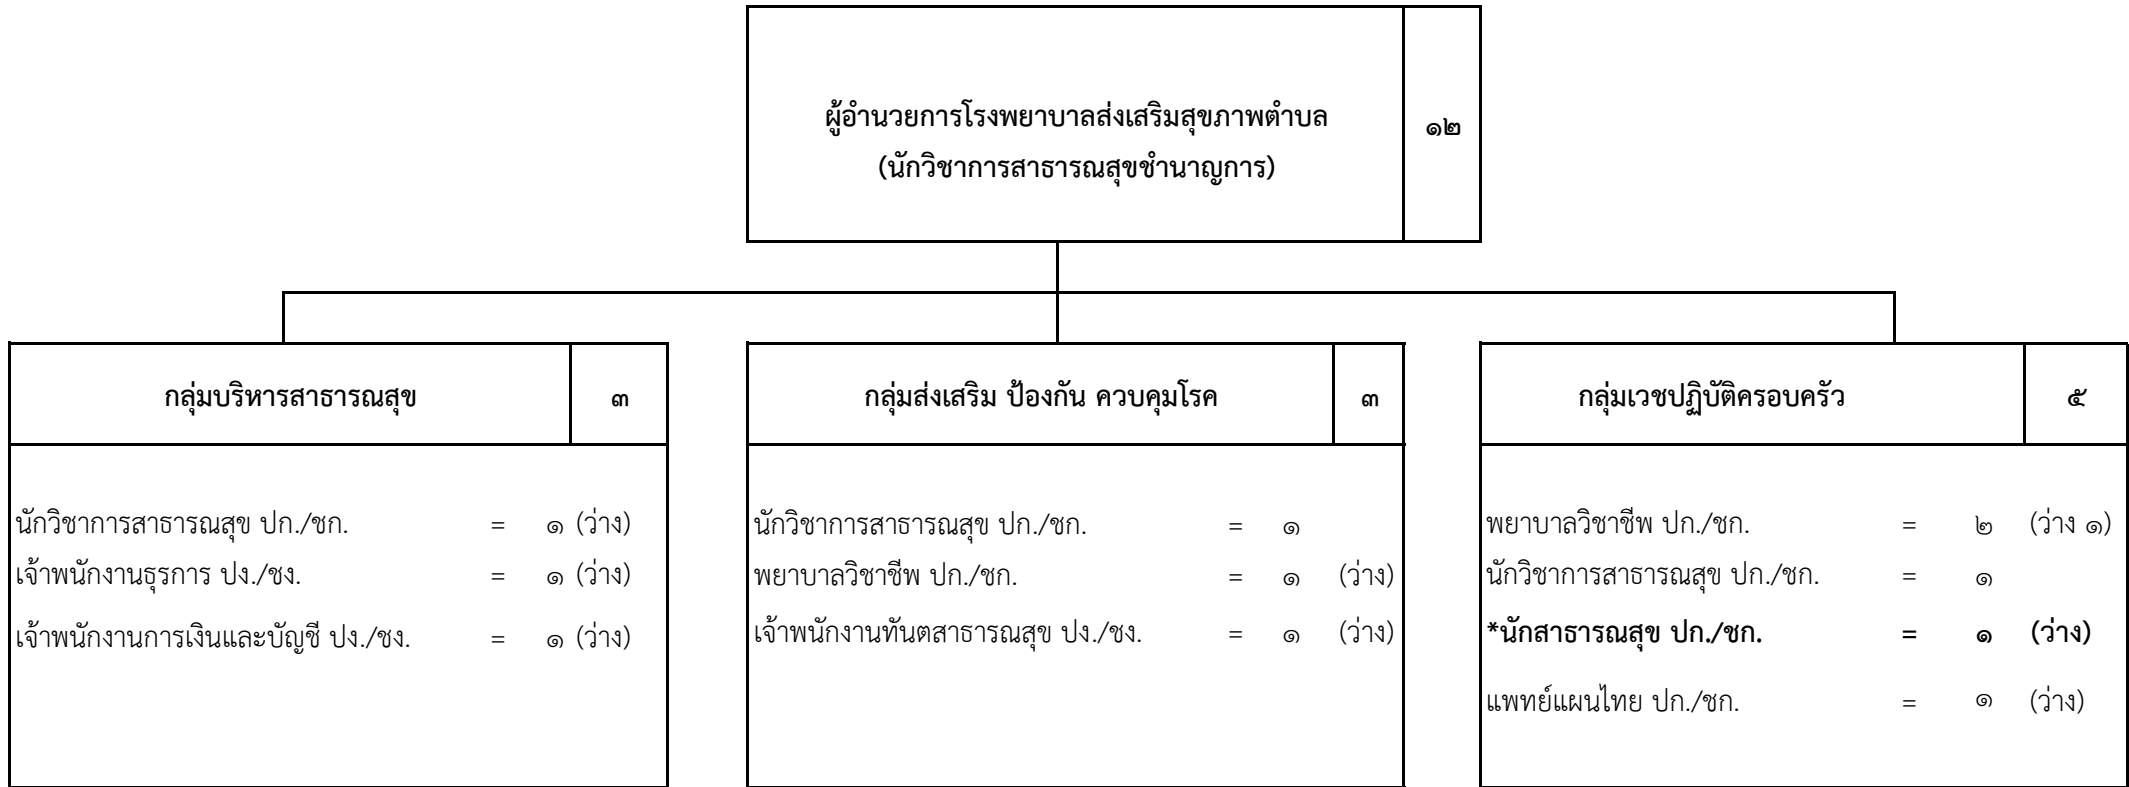 ผู้อำนวยการโรงพยาบาลส่งเสริมสุขภาพตำบล
(นักวิชาการสาธารณสุขชำนาญการ)
๑๒
กลุ่มบริหารสาธารณสุข ๓
นักวิชาการสาธารณสุข ปก./ชก. = ๑ (ว่าง)
เจ้าพนักงานธุรการ ปง./ชง. = ๑ (ว่าง)
เจ้าพนักงานการเงินและบัญชี ปง./ชง. = ๑ (ว่าง)
กลุ่มส่งเสริม ป้องกัน ควบคุมโรค ๓
นักวิชาการสาธารณสุข ปก./ชก. = ๑
พยาบาลวิชาชีพ ปก./ชก. = ๑ (ว่าง)
เจ้าพนักงานทันตสาธารณสุข ปง./ชง. = ๑ (ว่าง)
กลุ่มเวชปฏิบัติครอบครัว ๕
พยาบาลวิชาชีพ ปก./ชก. = ๒ (ว่าง ๑)
นักวิชาการสาธารณสุข ปก./ชก. = ๑
*นักสาธารณสุข ปก./ชก. = ๑ (ว่าง)
แพทย์แผนไทย ปก./ชก. = ๑ (ว่าง)